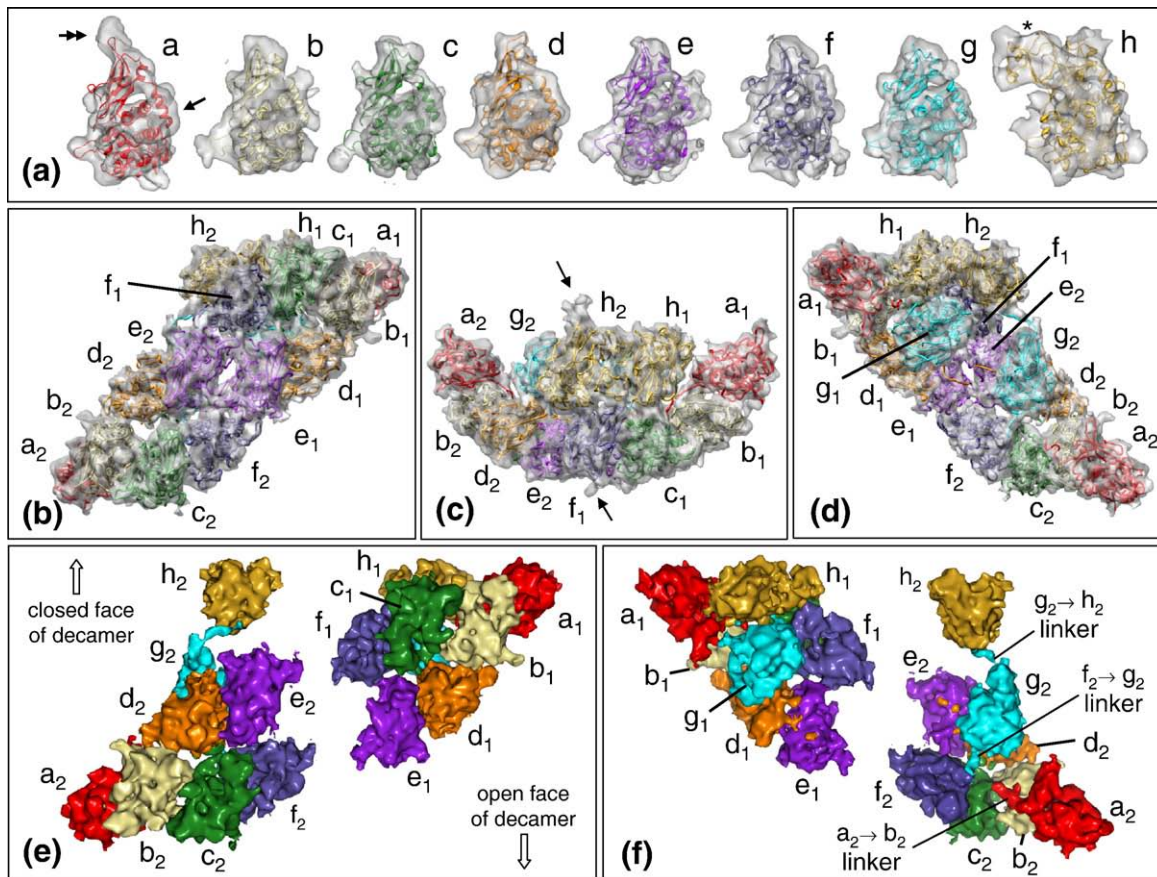 a b c d e f g * h
(a)
h₂ h₁ c₁ a₁
f₁
e₂
d₂
b₁
b₂
d₁
a₂
e₁
f₂
(b)
c₂
h₂
a₂ g₂ h₁ a₁
b₂
b₁
d₂
e₂
c₁
(c) f₁
h₁ h₂
f₁
a₁
e₂
b₁
g₂
g₁ d₁
d₂
b₂
e₁
a₂
f₂
(d)
c₂
closed face
of decamer
h₂
g₂
d₂
e₂
a₂
f₂
(e) b₂ c₂
h₁
c₁
f₁
a₁
b₁
d₁
e₁
open face
of decamer
h₁
a₁
f₁
b₁
g₁
d₁
e₁
(f)
h₂
g₂→ h₂
linker
e₂
g₂
f₂→ g₂
linker
d₂
f₂
a₂
a₂→ b₂
linker
c₂ b₂